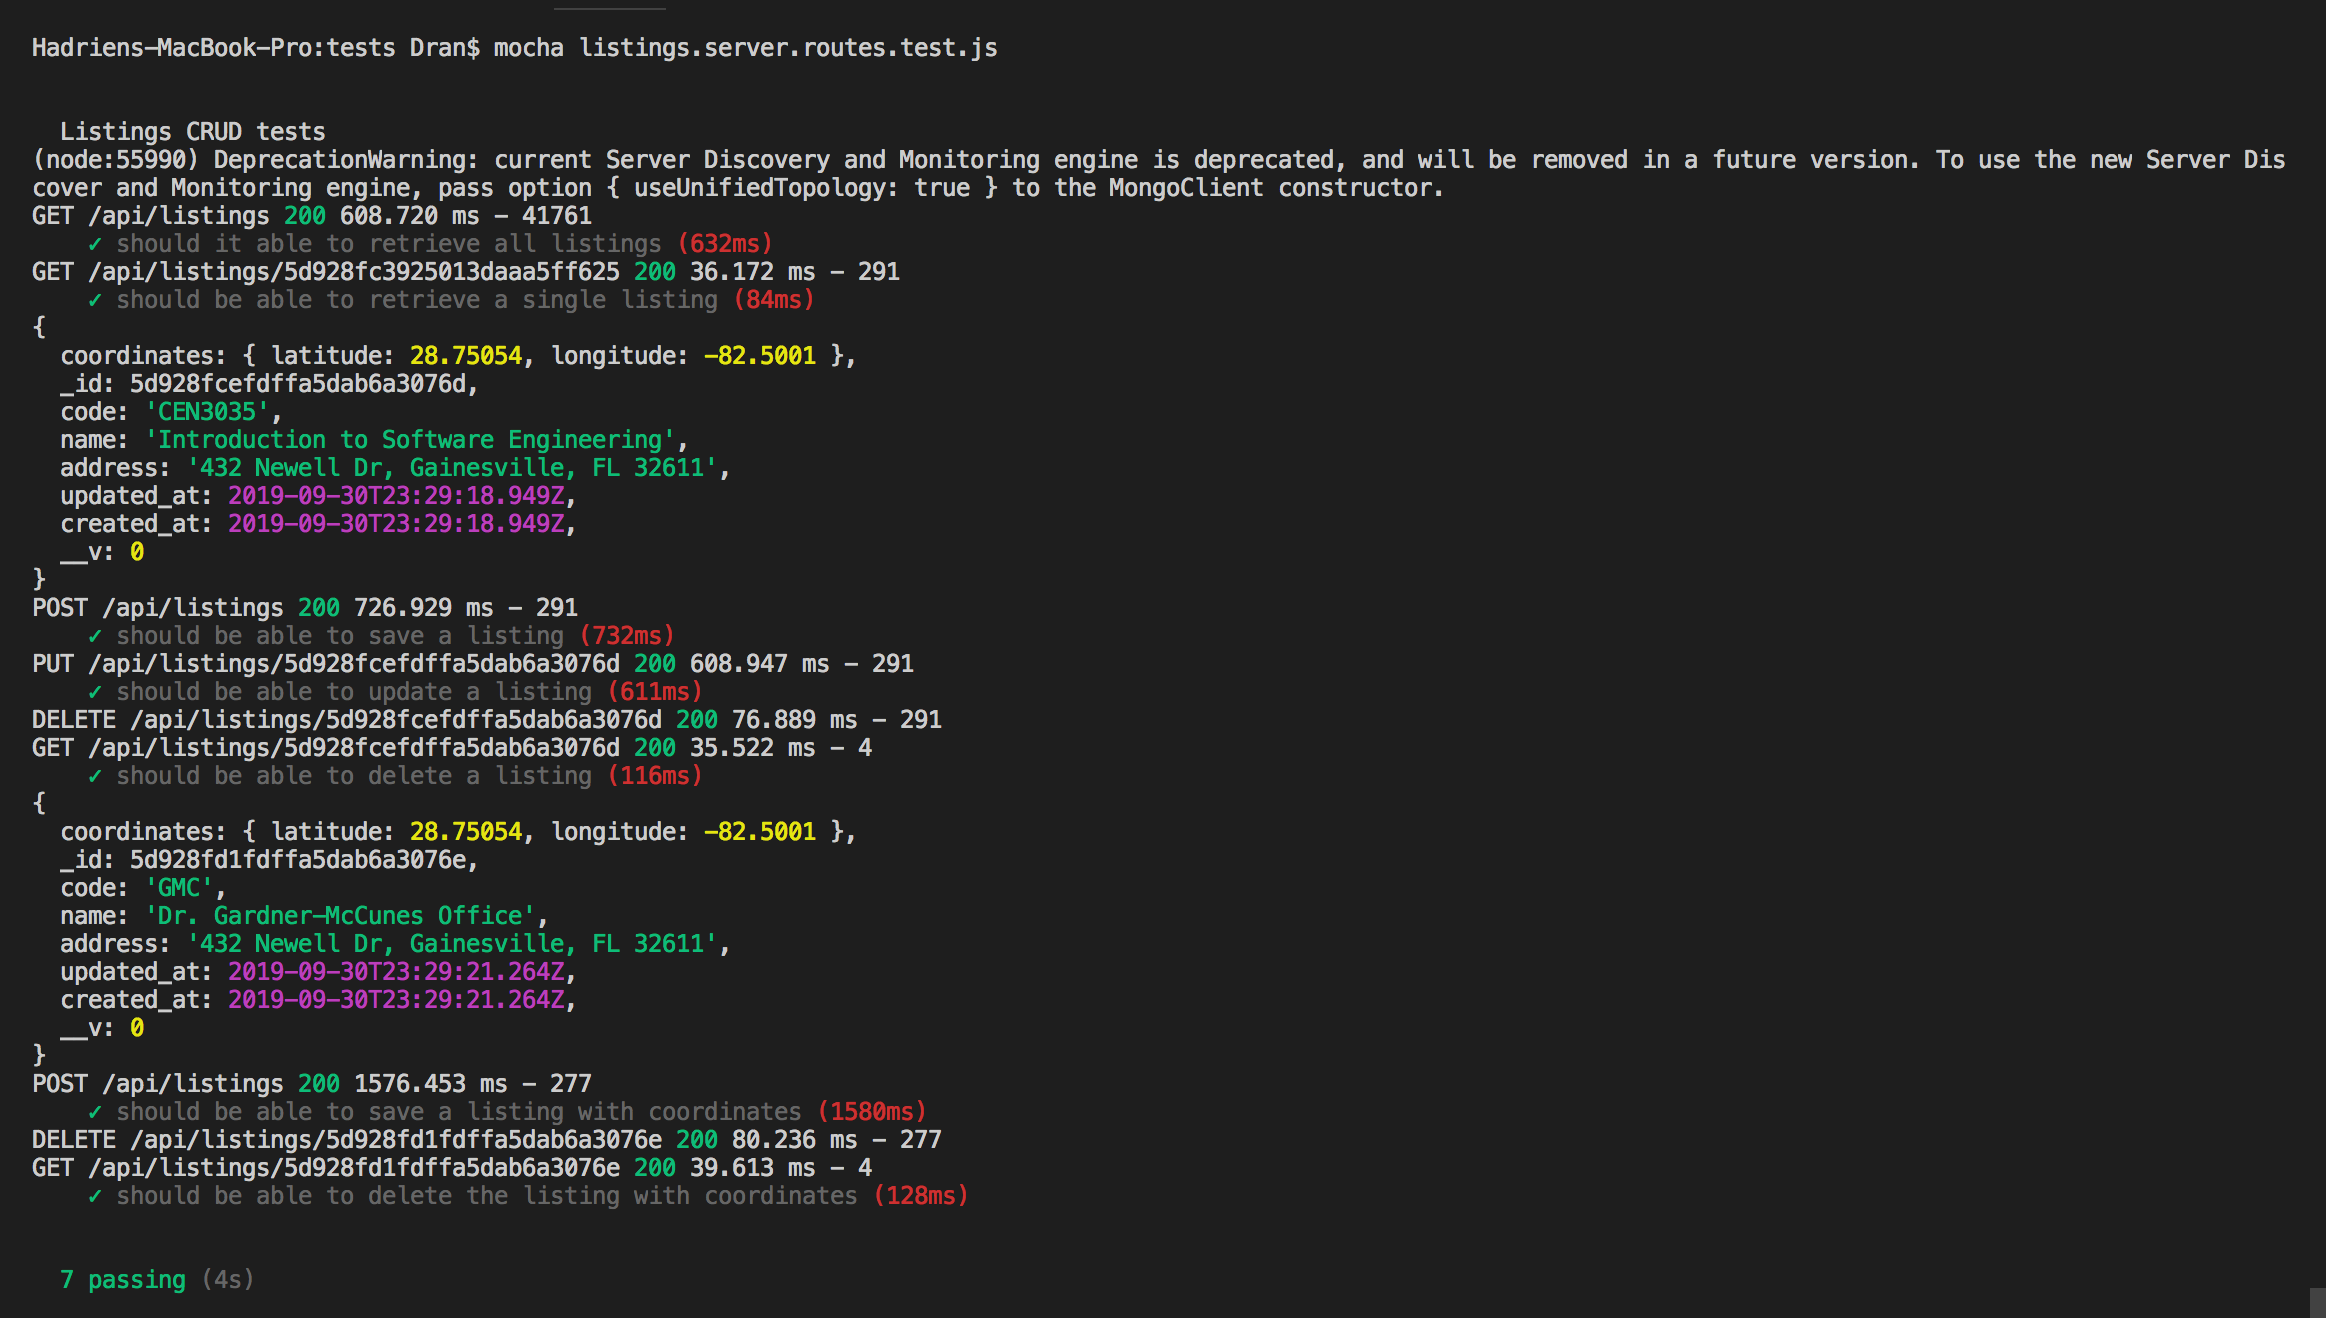 Hadriens-MacBook-Pro:tests Dran$ mocha listings.server.routes.test.js
Listings CRUD tests
(node:55990) DeprecationWarning: current Server Discovery and Monitoring engine is deprecated, and will be removed in a future version. To use the new Server Dis
cover and Monitoring engine, pass option { useUnifiedTopology: true } to the MongoClient constructor.
GET /api/listings 200 608.720 ms - 41761
✓ should it able to retrieve all listings (632ms)
GET /api/listings/5d928fc3925013daaa5ff625 200 36.172 ms - 291
✓ should be able to retrieve a single listing (84ms)
{
coordinates: { latitude: 28.75054, longitude: -82.5001 },
_id: 5d928fcefdffa5dab6a3076d,
code: 'CEN3035',
name: 'Introduction to Software Engineering',
address: '432 Newell Dr, Gainesville, FL 32611',
updated_at: 2019-09-30T23:29:18.949Z,
created_at: 2019-09-30T23:29:18.949Z,
__v: 0
}
POST /api/listings 200 726.929 ms - 291
✓ should be able to save a listing (732ms)
PUT /api/listings/5d928fcefdffa5dab6a3076d 200 608.947 ms - 291
✓ should be able to update a listing (611ms)
DELETE /api/listings/5d928fcefdffa5dab6a3076d 200 76.889 ms - 291
GET /api/listings/5d928fcefdffa5dab6a3076d 200 35.522 ms - 4
✓ should be able to delete a listing (116ms)
{
coordinates: { latitude: 28.75054, longitude: -82.5001 },
_id: 5d928fd1fdffa5dab6a3076e,
code: 'GMC',
name: 'Dr. Gardner-McCunes Office',
address: '432 Newell Dr, Gainesville, FL 32611',
updated_at: 2019-09-30T23:29:21.264Z,
created_at: 2019-09-30T23:29:21.264Z,
__v: 0
}
POST /api/listings 200 1576.453 ms - 277
✓ should be able to save a listing with coordinates (1580ms)
DELETE /api/listings/5d928fd1fdffa5dab6a3076e 200 80.236 ms - 277
GET /api/listings/5d928fd1fdffa5dab6a3076e 200 39.613 ms - 4
✓ should be able to delete the listing with coordinates (128ms)
7 passing (4s)